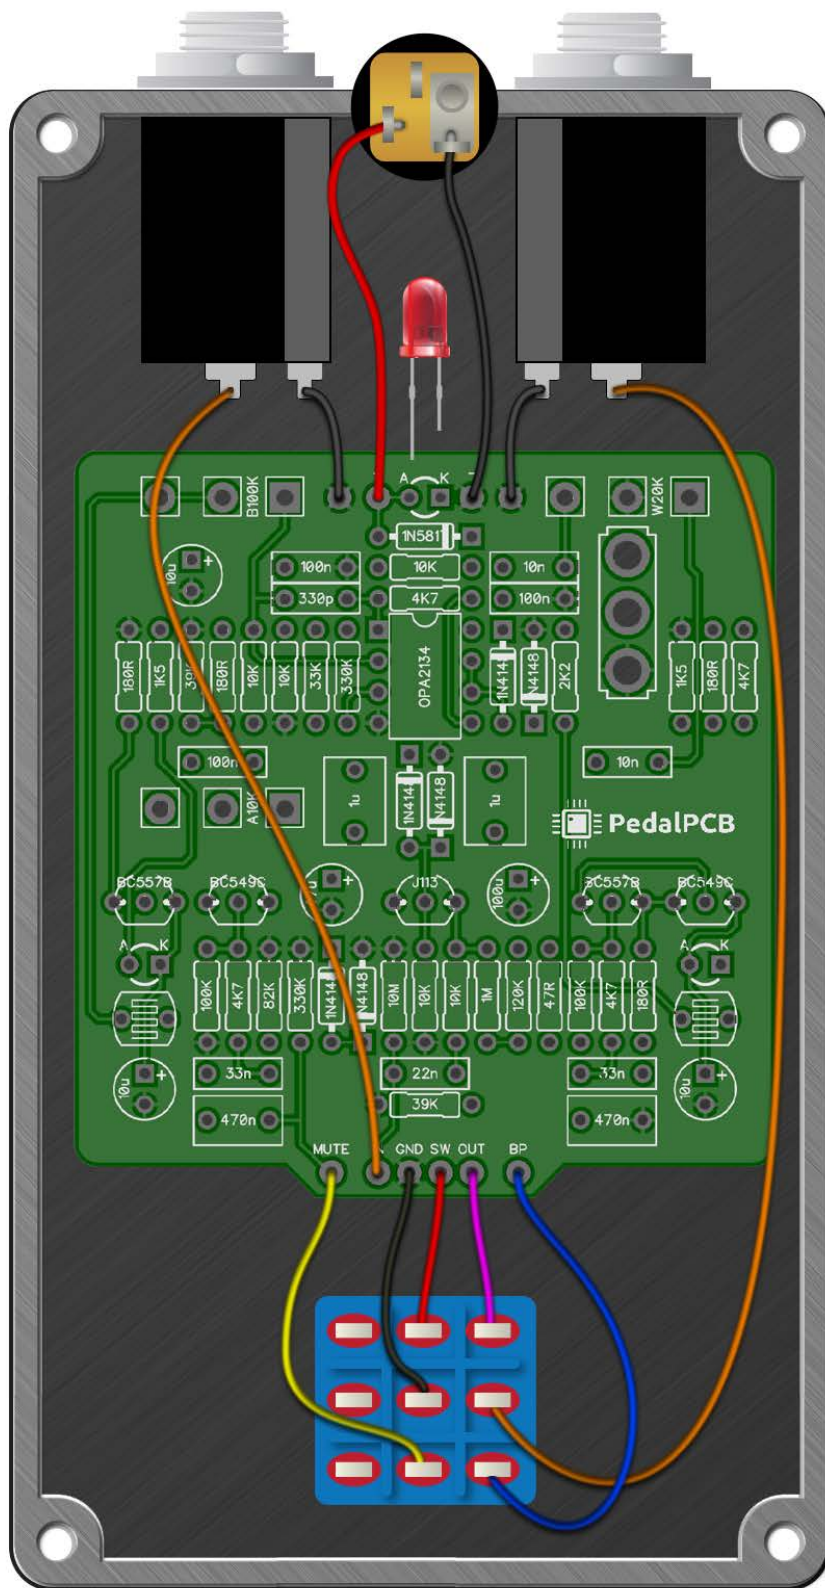 A K
B100K
W20K
1N5817
10u +
100n 10K 10n
330p 4K7 100n
180R 1K5 39K 180R 10K 10K 33K 330K OPA2134 1N4148 1N4148 2K2 1K5 180R 4K7
100n 10n
A10K 1u 1N4148 1N4148 1u
PedalPCB
BC557B BC549C + J113 100u + BC557B BC549C
A K A K
100K 4K7 82K 330K 1N4148 1N4148 10M 10K 10K 1M 120K 47R 100K 4K7 180R
10u + 33n 22n 33n 10u +
39K
470n 470n
MUTE GND SW OUT BP